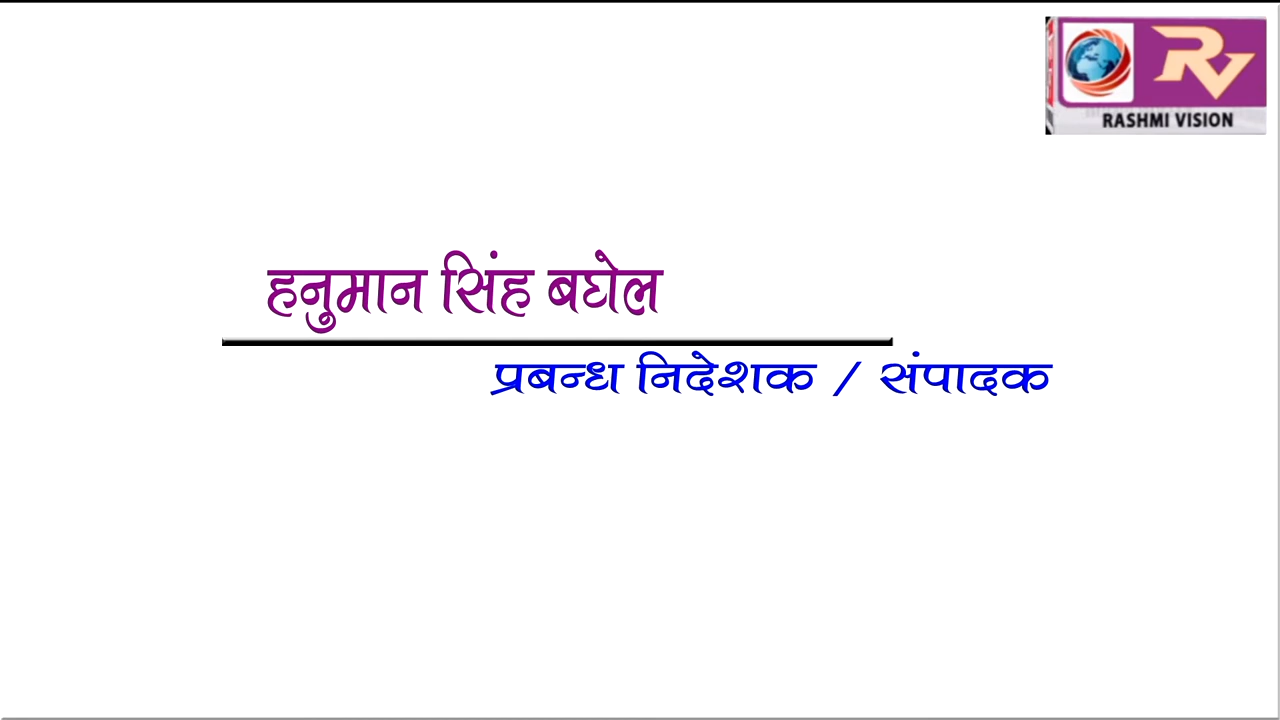 RV
RASHMI VISION
हनुमान सिंह बघेल
प्रबन्ध निदेशक / संपादक